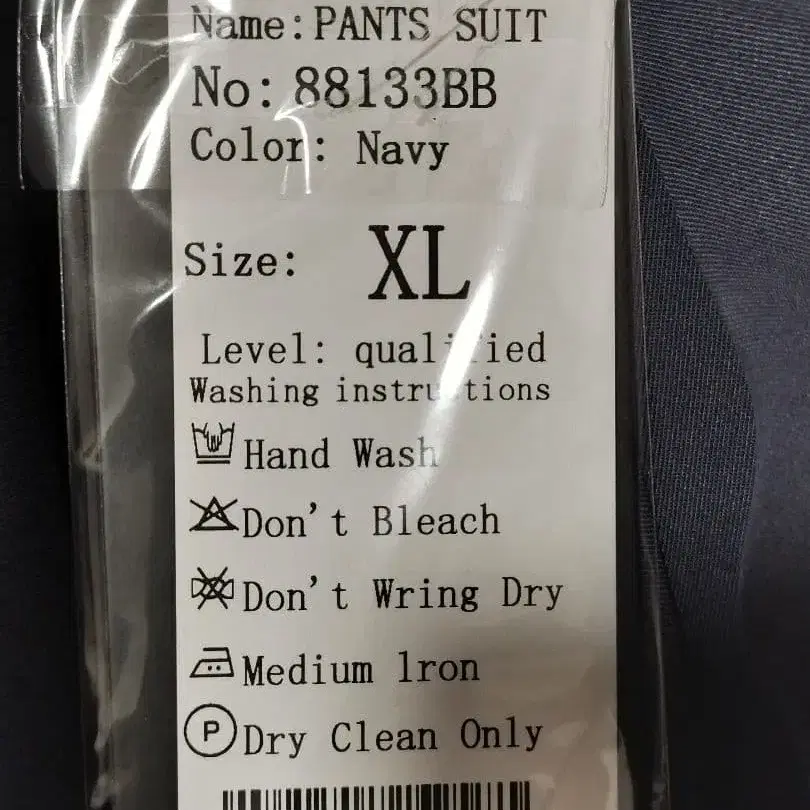 Name:PANTS SUIT
No: 88133BB
Color: Navy
Size: XL
Level: qualified
Washing instructions
Hand Wash
Don't Bleach
Don't Wring Dry
Medium lron
P Dry Clean Only